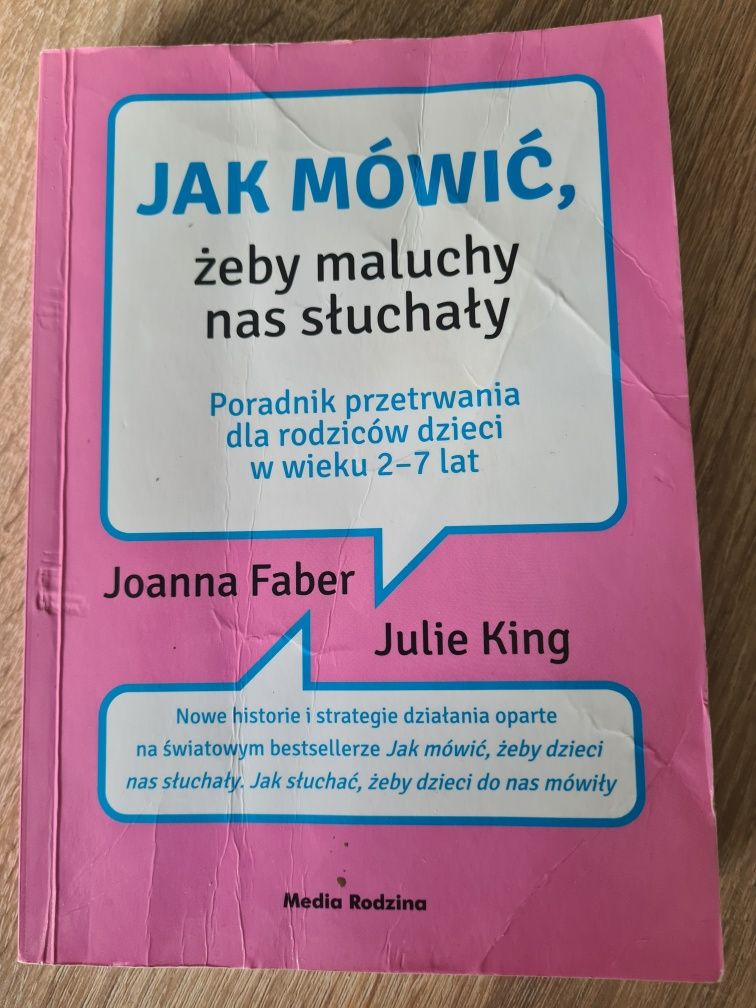 JAK MÓWIĆ,
żeby maluchy
nas słuchały
Poradnik przetrwania
dla rodziców dzieci
w wieku 2–7 lat
Joanna Faber
Julie King
Nowe historie i strategie działania oparte
na światowym bestsellerze Jak mówić, żeby dzieci
nas słuchały. Jak słuchać, żeby dzieci do nas mówiły
Media Rodzina